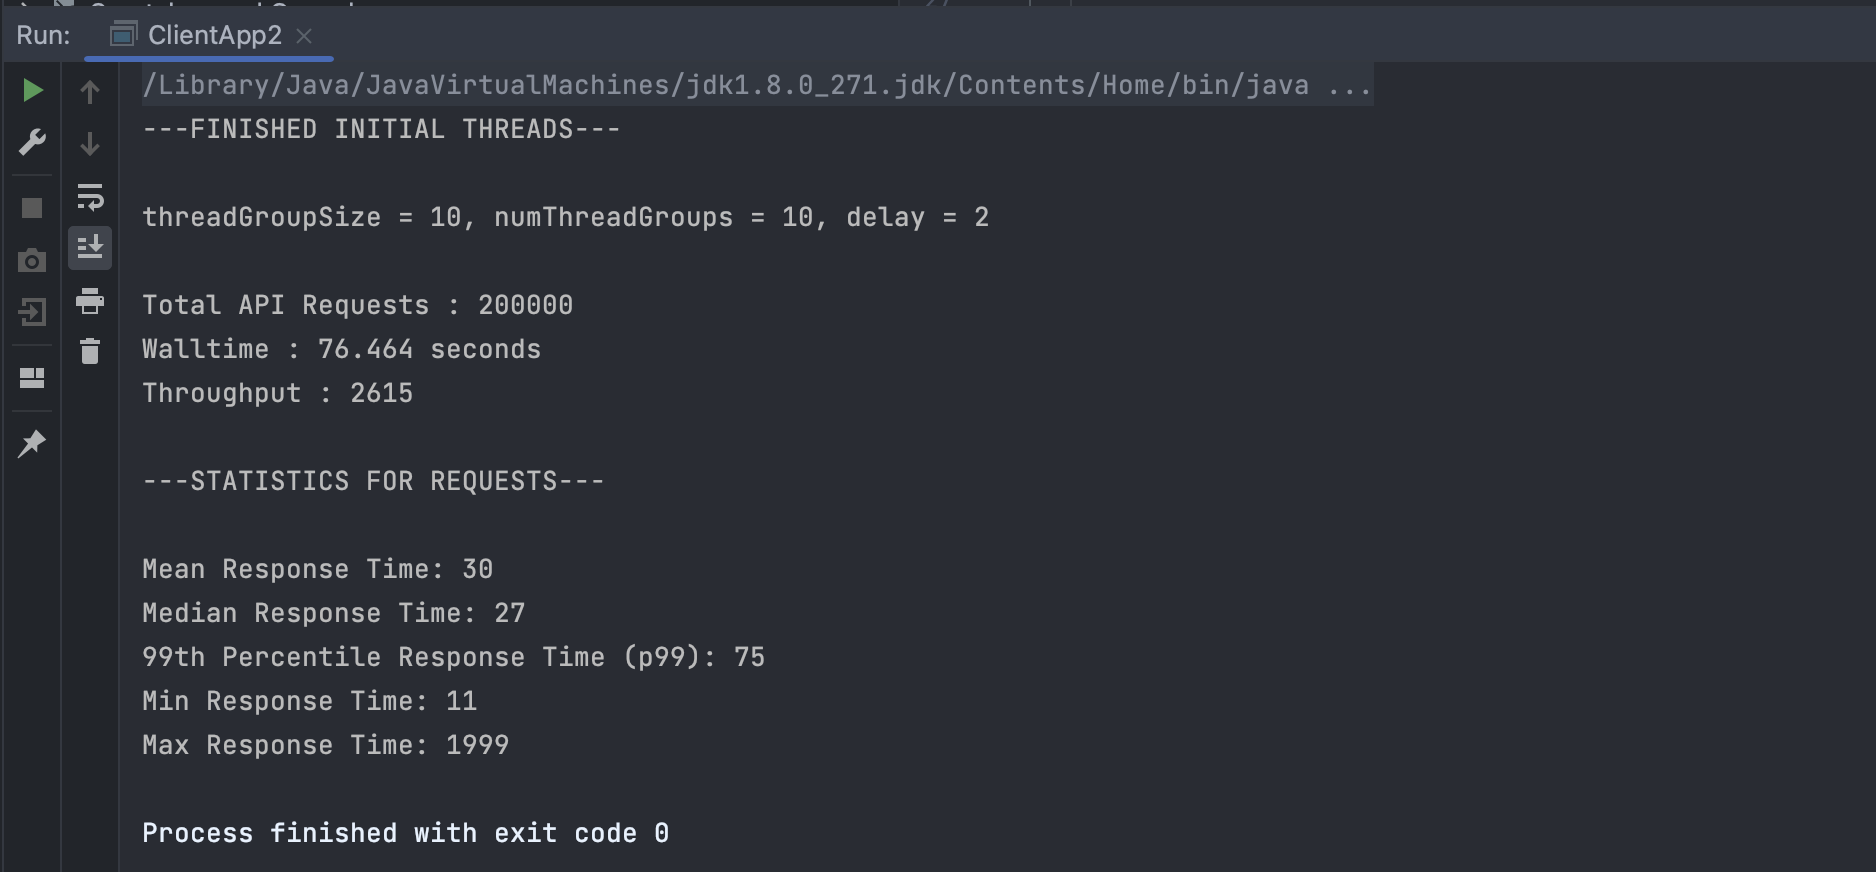 Run: ClientApp2
/Library/Java/JavaVirtualMachines/jdk1.8.0_271.jdk/Contents/Home/bin/java ...
---FINISHED INITIAL THREADS---
threadGroupSize = 10, numThreadGroups = 10, delay = 2
Total API Requests : 200000
Walltime : 76.464 seconds
Throughput : 2615
---STATISTICS FOR REQUESTS---
Mean Response Time: 30
Median Response Time: 27
99th Percentile Response Time (p99): 75
Min Response Time: 11
Max Response Time: 1999
Process finished with exit code 0